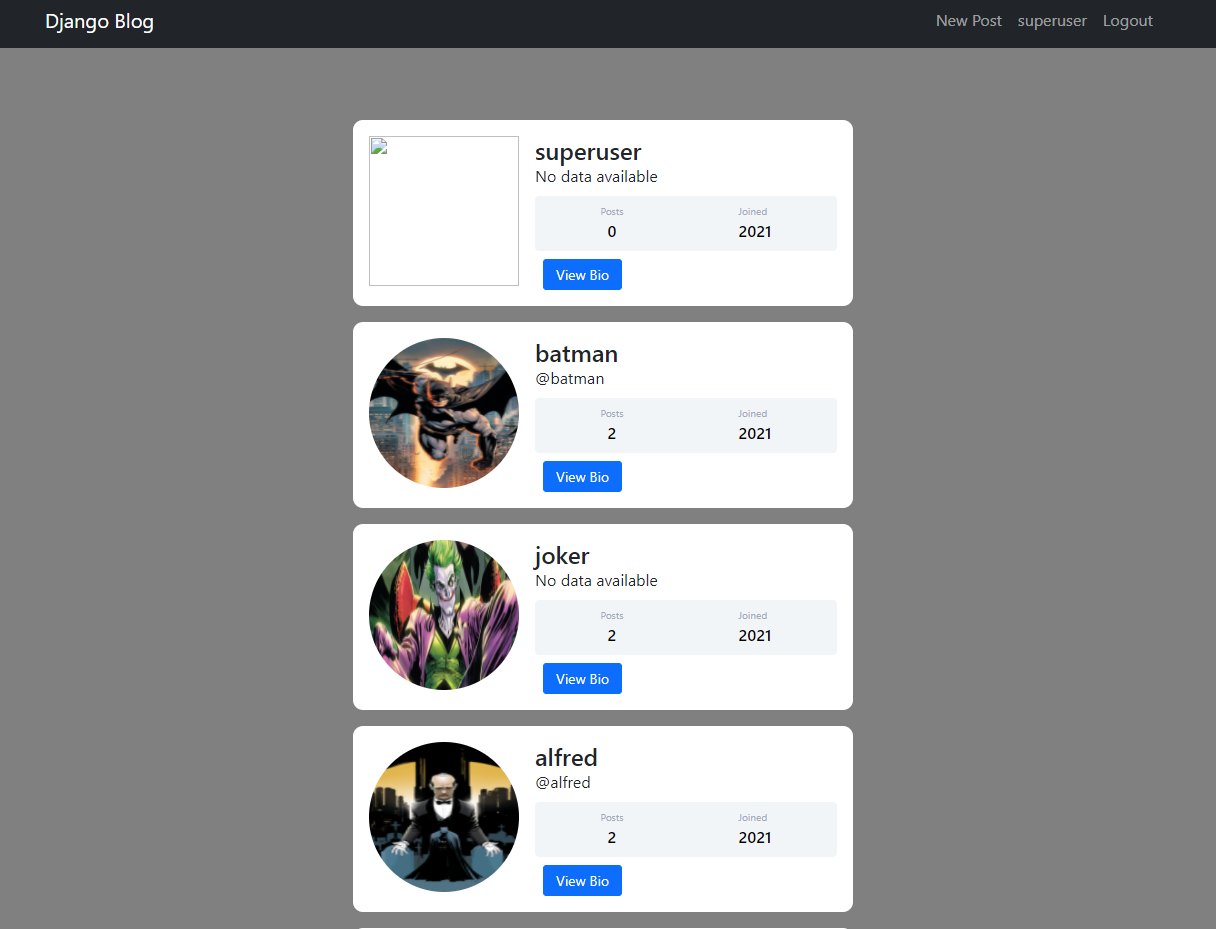 Django Blog
New Post superuser Logout
superuser
No data available
Posts Joined
0 2021
View Bio
batman
@batman
Posts Joined
2 2021
View Bio
joker
No data available
Posts Joined
2 2021
View Bio
alfred
@alfred
Posts Joined
2 2021
View Bio